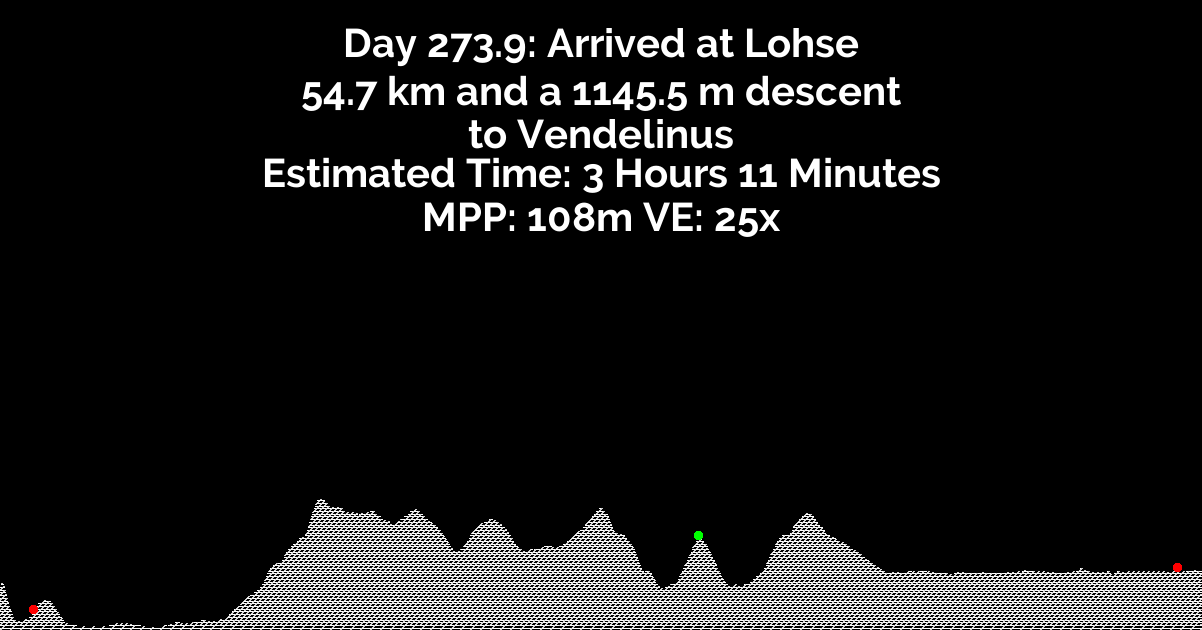 Day 273.9: Arrived at Lohse
54.7 km and a 1145.5 m descent
to Vendelinus
Estimated Time: 3 Hours 11 Minutes
MPP: 108m VE: 25x